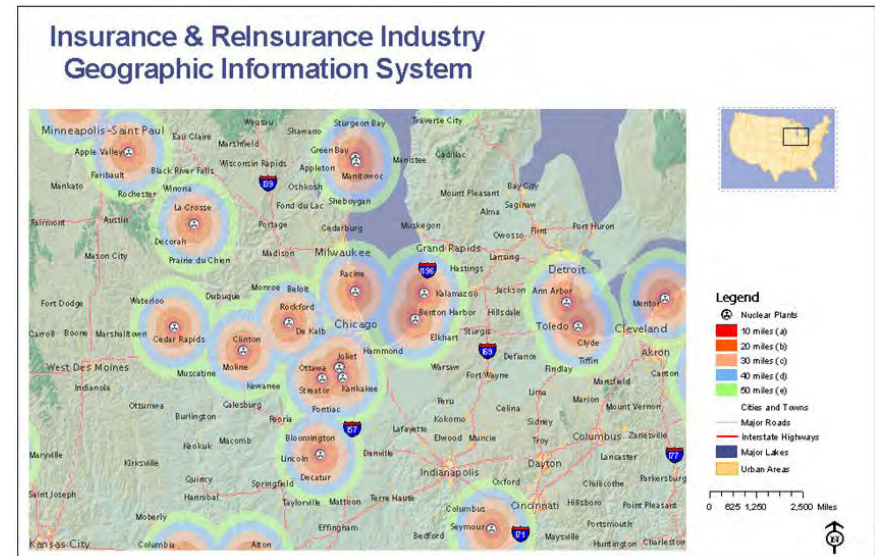 Insurance & ReInsurance Industry
Geographic Information System
Wausau Sturgeon Bay Traverse City
Minneapolis-Saint Paul Eau Claire Shawano
Marshfield Green Bay Cadillac
Apple Valley Wisconsin Rapids Appleton Manistee
Faribault Black River Falls Manitowoc
Mankato Winona 139 Oshkosh Mount Pleasant Bay City
Rochester Fond du Lac Sheboygan Saginaw
Fairmont Austin La Crosse Portage Cedarburg Muskegon Alma Flint Port Huron
Decorah Owosso
Mason City Madison Milwaukee Grand Rapids Lansing
Prairie du Chien Racine 1196 Hastings Detroit
Monroe Beloit Kalamazoo Jackson Ann Arbor Mentor
Fort Dodge Waterloo Dubuque Rockford Benton Harbor Hillsdale
Carroll Boone Marshalltown De Kalb Chicago Toledo Cleveland
Cedar Rapids Clinton Hammond Elkhart Sturgis Clyde
Joliet 169 Defiance Tiffin Akron
West Des Moines Moline Ottawa Warsaw Fort Wayne Findlay Canton
Indianola Muscatine Kewanee Streator Kankakee Mansfield
Galesburg Pontiac Peru Lima Marion Mount Vernon
Ottumwa Burlington Peoria Kokomo Celina
Macomb Bloomington 157 Lafayette Sidney
Keokuk Elwood Muncie Troy Columbus Zanesville
Maryville Lincoln Danville Lancaster 177
Kirksville Indianapolis Dayton
Quincy Springfield Decatur Oxford Chillicothe Parkersburg
Saint Joseph Hannibal Taylorville Mattoon Terre Haute Cincinnati Hillsboro Point Pleasant
Moberly Columbus Portsmouth
Effingham Bedford Seymour 171 Maysville
Kansas City Columbia Alton Huntington Charleston
Legend
Nuclear Plants
10 miles (a)
20 miles (b)
30 miles (c)
40 miles (d)
50 miles (e)
Cities and Towns
Major Roads
Interstate Highways
Major Lakes
Urban Areas
0 625 1,250 2,500 Miles
N